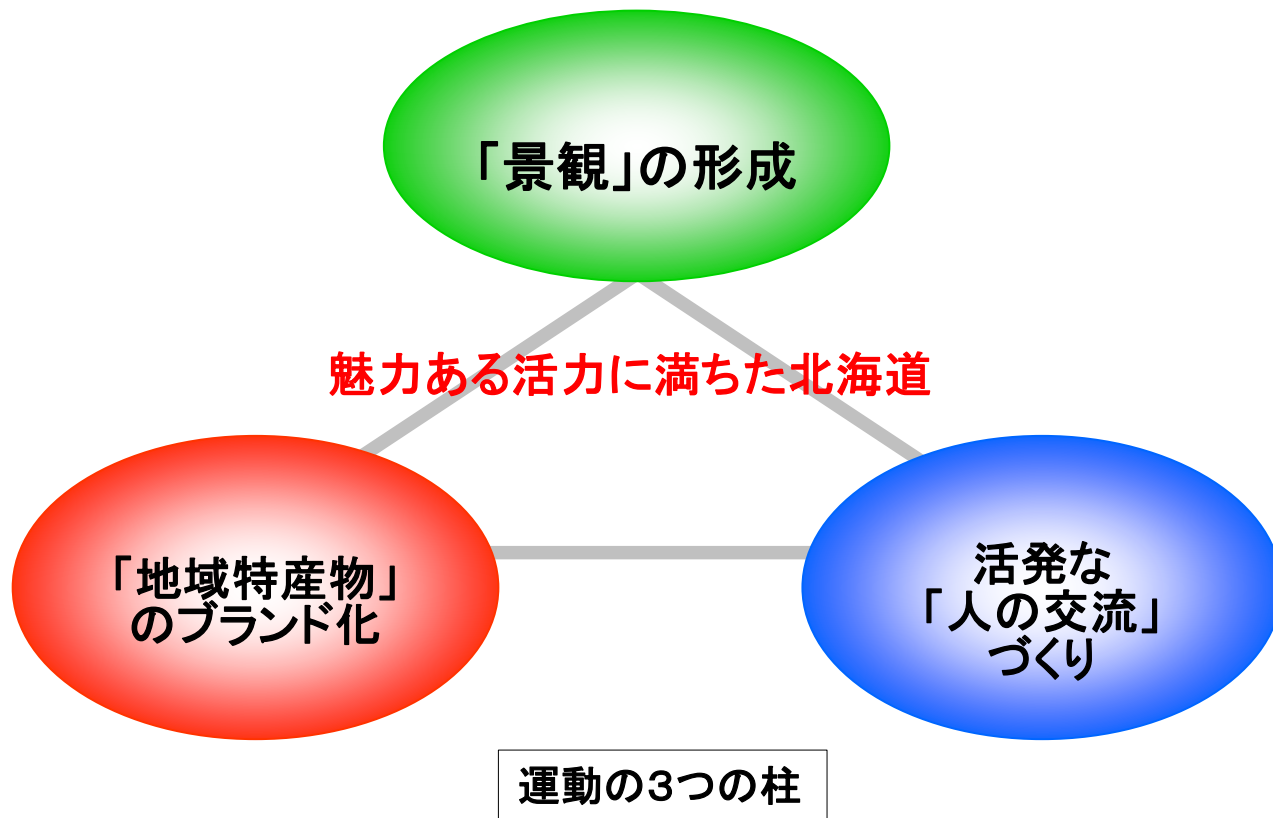 「景観」の形成
魅力ある活力に満ちた北海道
「地域特産物」
のブランド化
活発な
「人の交流」
づくり
運動の３つの柱